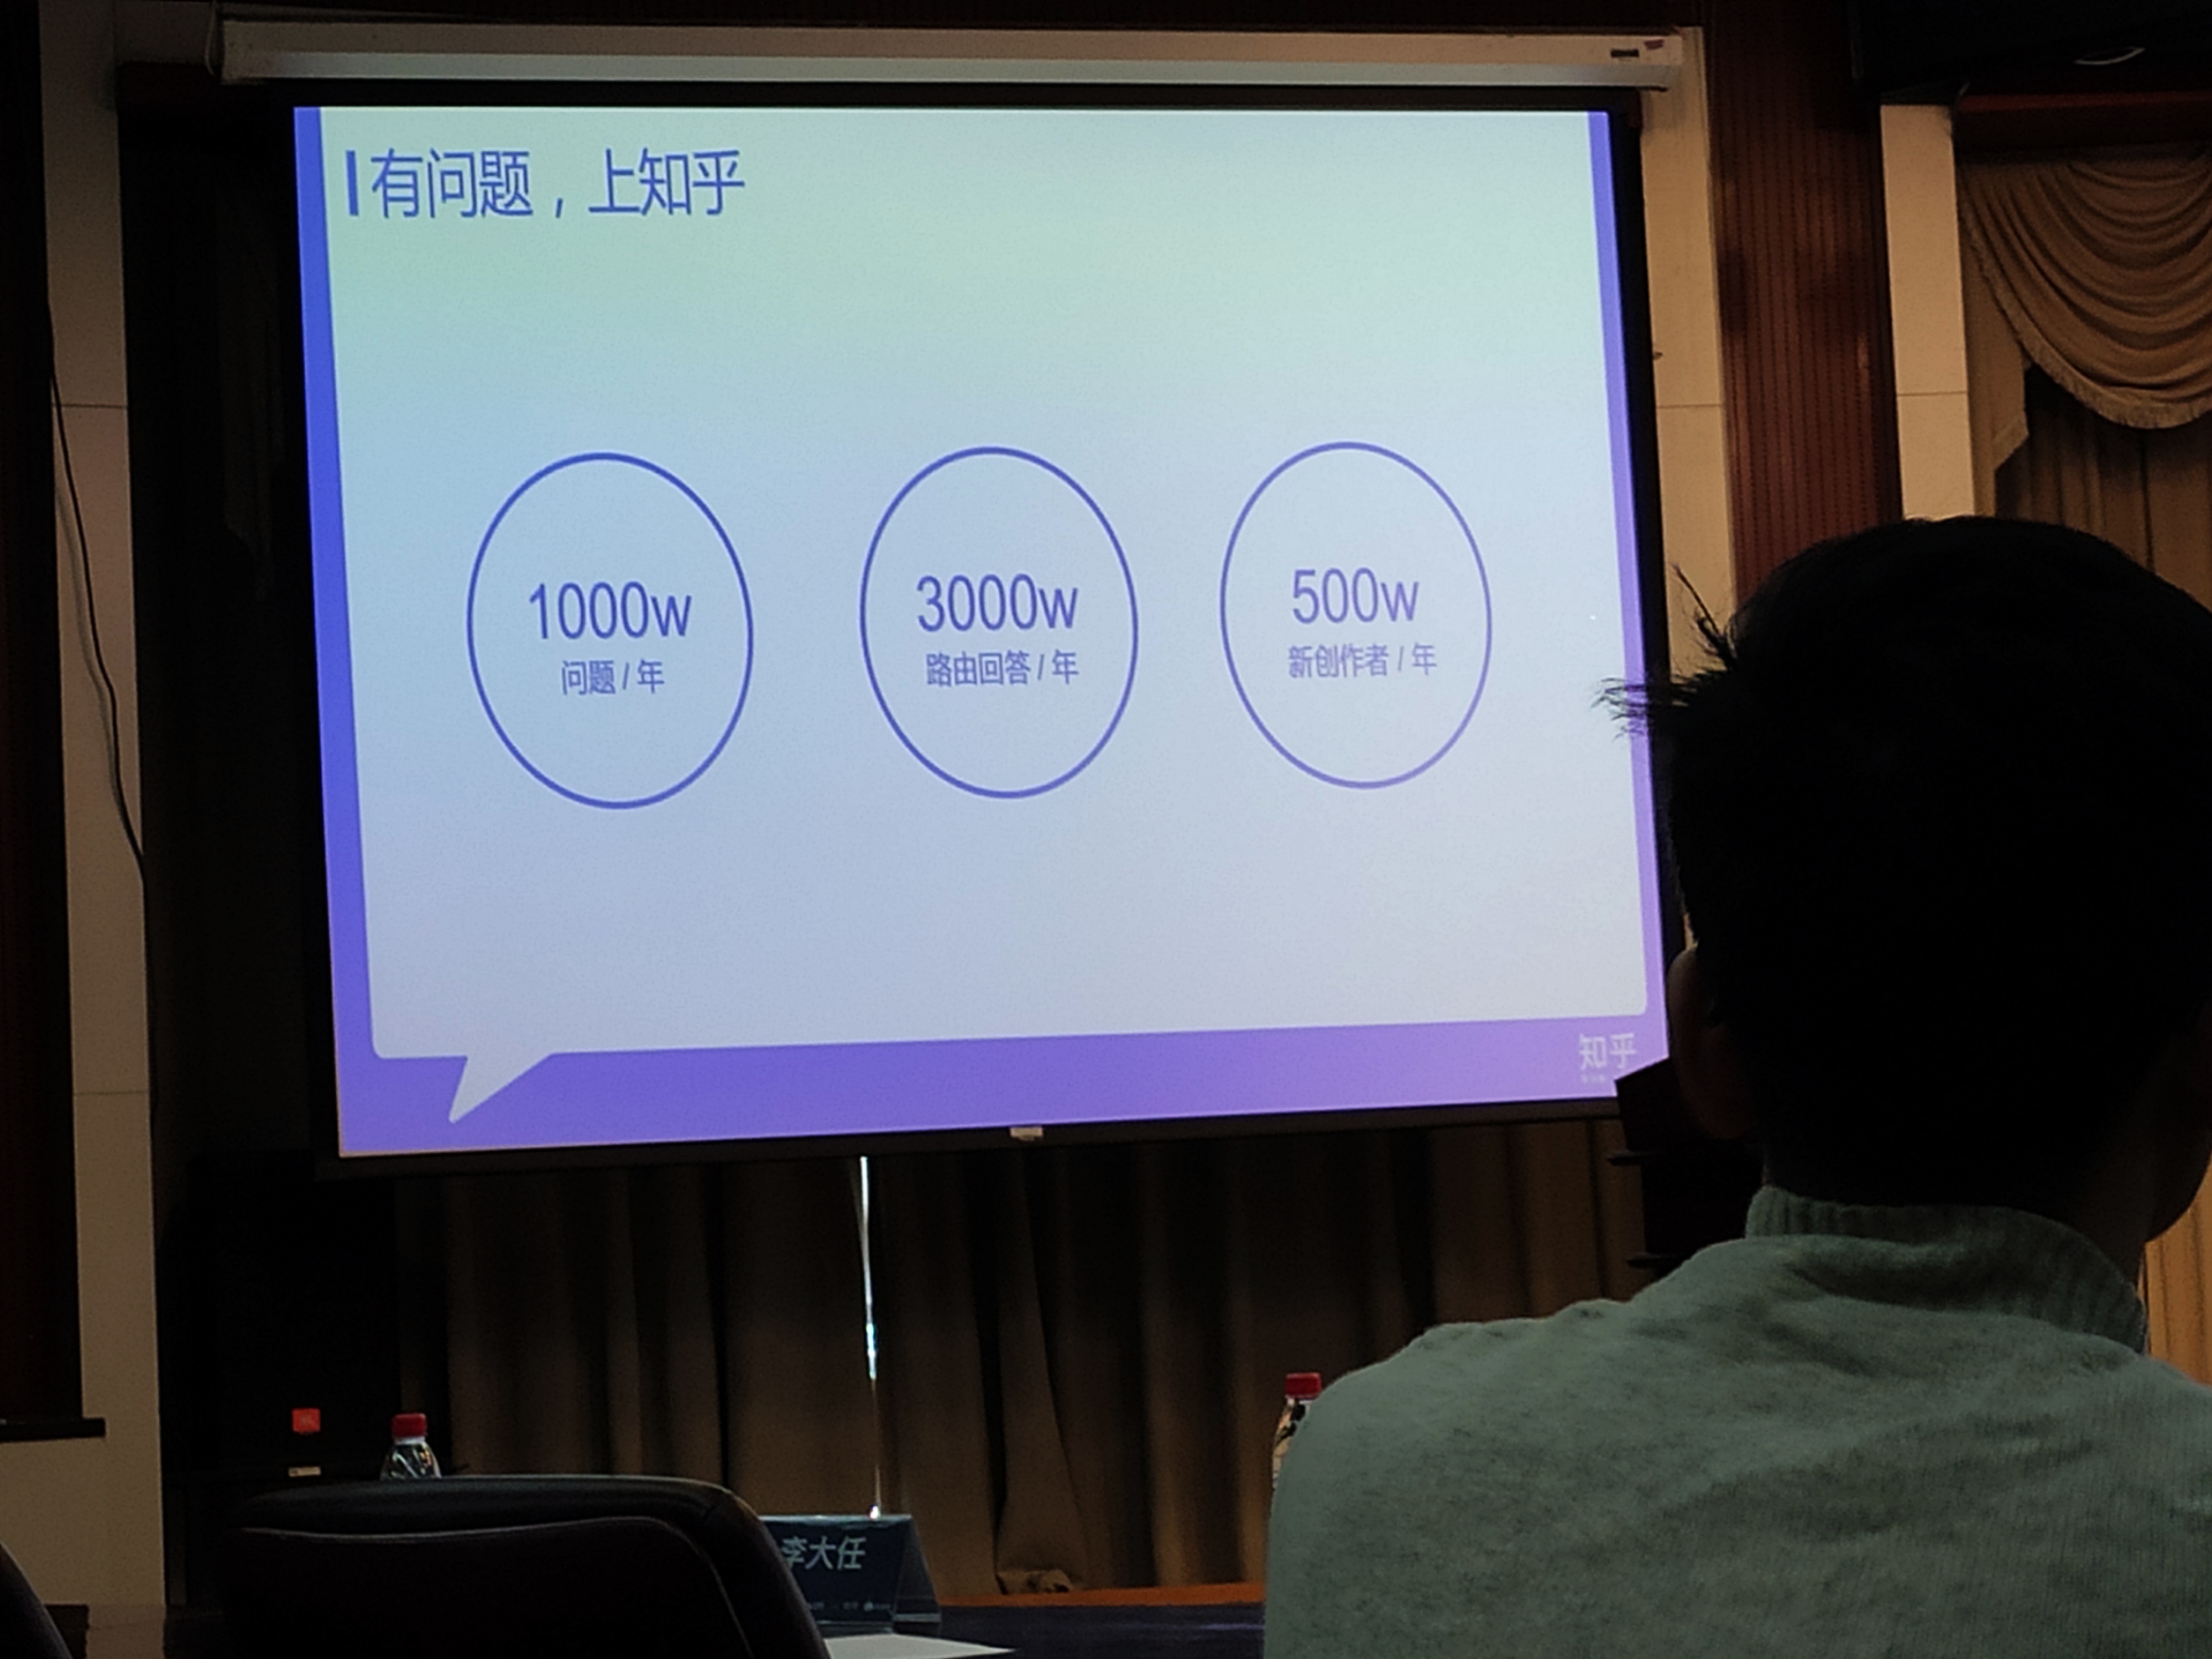 有问题，上知乎
1000w
问题 / 年
3000w
路由回答 / 年
500w
新创作者 / 年
知乎
李大任